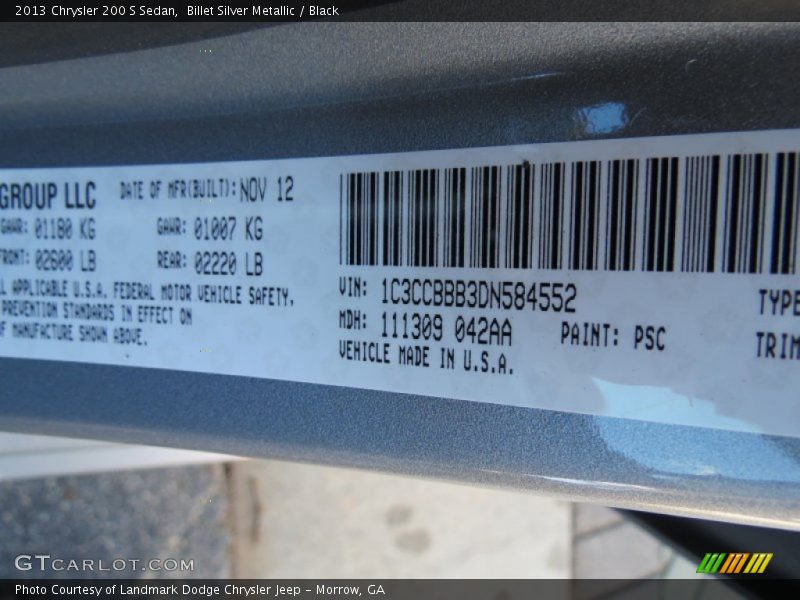 2013 Chrysler 200 S Sedan, Billet Silver Metallic / Black
GROUP LLC DATE OF MFR(BUILT): NOV 12
GAWR: 01180 KG GAWR: 01007 KG
FRONT: 02600 LB REAR: 02220 LB
APPLICABLE U.S.A. FEDERAL MOTOR VEHICLE SAFETY,
PREVENTION STANDARDS IN EFFECT ON
OF MANUFACTURE SHOWN ABOVE.
VIN: 1C3CCBBB3DN584552 TYPE
MDH: 111309 042AA PAINT: PSC TRIM
VEHICLE MADE IN U.S.A.
GTCARLOT.COM
Photo Courtesy of Landmark Dodge Chrysler Jeep – Morrow, GA